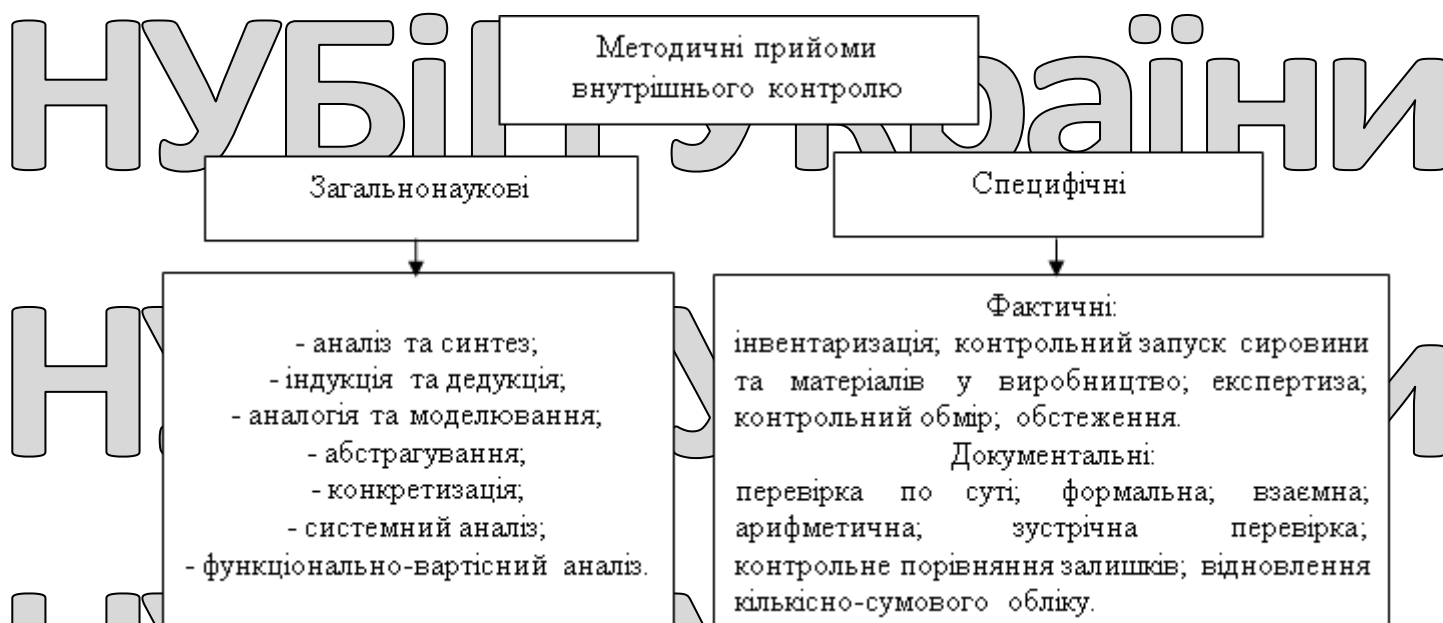 НУБіП України
Методичні прийоми
внутрішнього контролю
Загальнонаукові
Специфічні
- аналіз та синтез;
- індукція та дедукція;
- аналогія та моделювання;
- абстрагування;
- конкретизація;
- системний аналіз;
- функціонально-вартісний аналіз.
Фактичні:
інвентаризація; контрольний запуск сировини
та матеріалів у виробництво; експертиза;
контрольний обмір; обстеження.
Документальні:
перевірка по суті; формальна; взаємна;
арифметична; зустрічна перевірка;
контрольне порівняння залишків; відновлення
кількісно-сумового обліку.